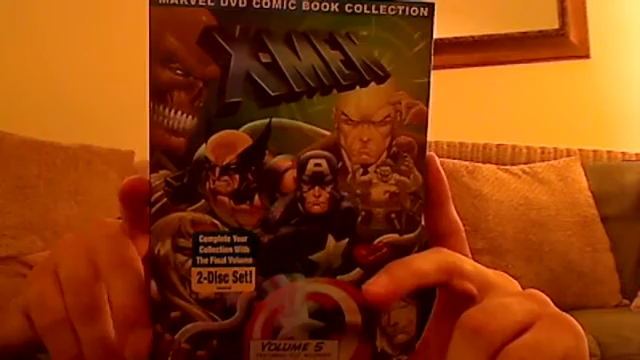 MARVEL DVD COMIC BOOK COLLECTION
X-MEN
A
Complete Your
Collection With
The Final Volume
2-Disc Set!
VOLUME 5